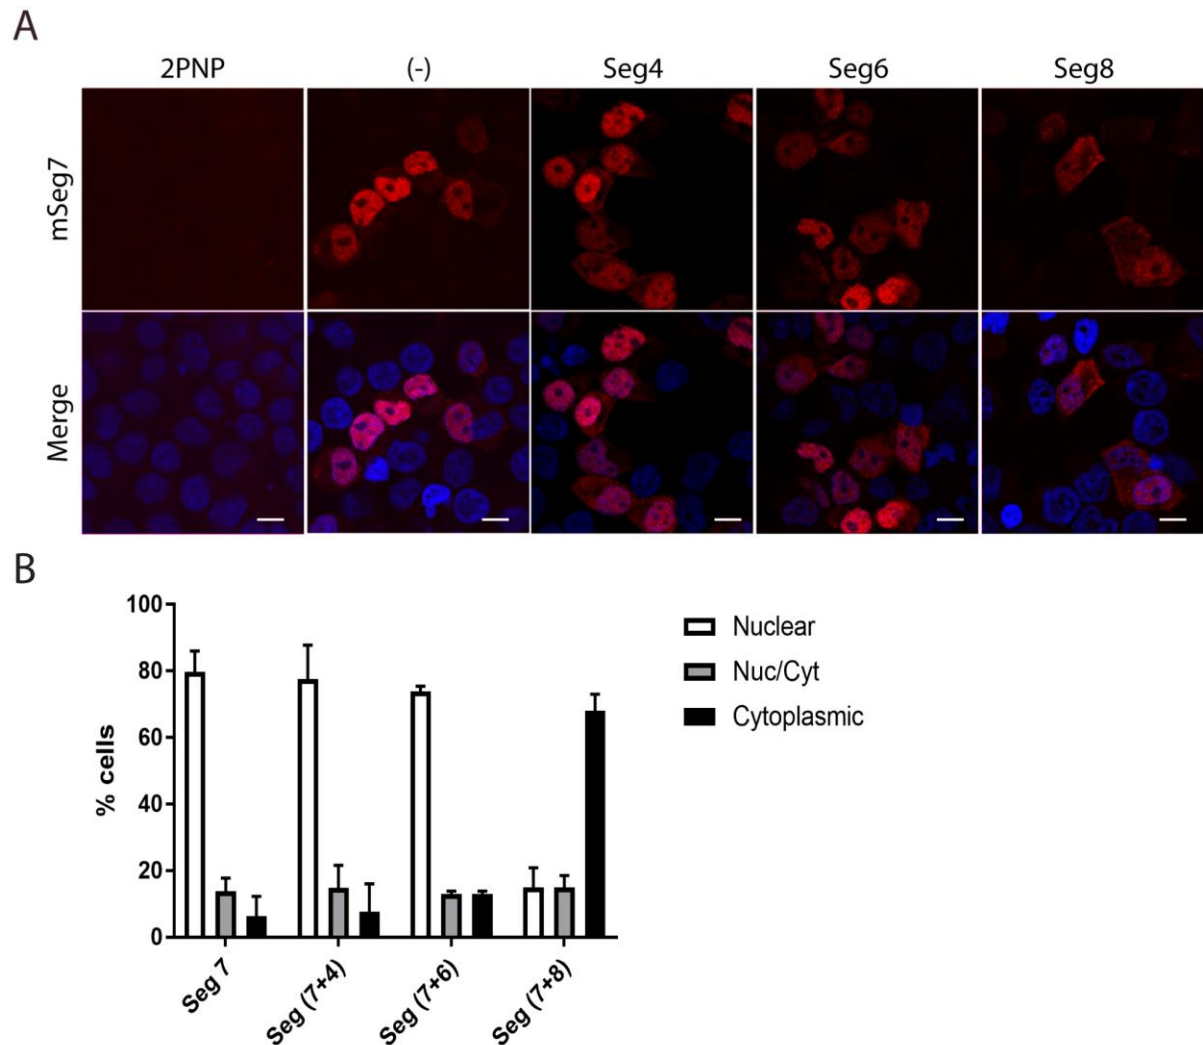 A
2PNP (-) Seg4 Seg6 Seg8
mSeg7
Merge
B
100
80
60
40
20
0
% cells
Nuclear
Nuc/Cyt
Cytoplasmic
Seg 7
Seg (7+4)
Seg (7+6)
Seg (7+8)